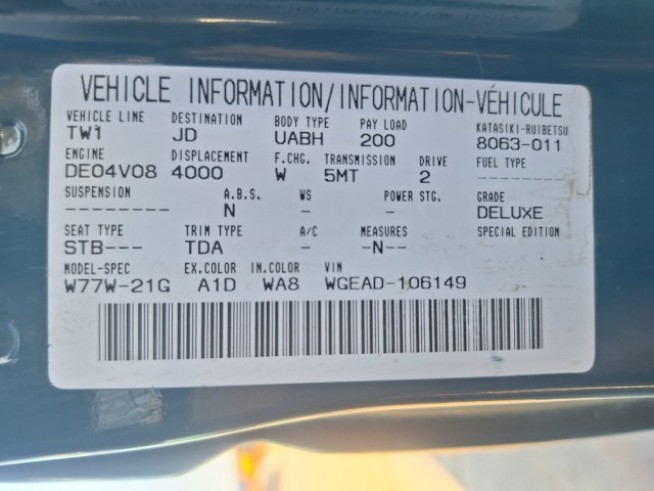 VEHICLE INFORMATION/INFORMATION-VÉHICULE
VEHICLE LINE DESTINATION BODY TYPE PAY LOAD KATASIKI-RUIBETSU
TW1 JD UABH 200 8063-011
ENGINE DISPLACEMENT F.CHG. TRANSMISSION DRIVE FUEL TYPE
DE04V08 4000 W 5MT 2
SUSPENSION A.B.S. WS POWER STG. GRADE
-------- N - - DELUXE
SEAT TYPE TRIM TYPE A/C MEASURES SPECIAL EDITION
STB--- TDA - -N--
MODEL-SPEC EX.COLOR IN.COLOR VIN
W77W-21G A1D WA8 WGEAD-106149